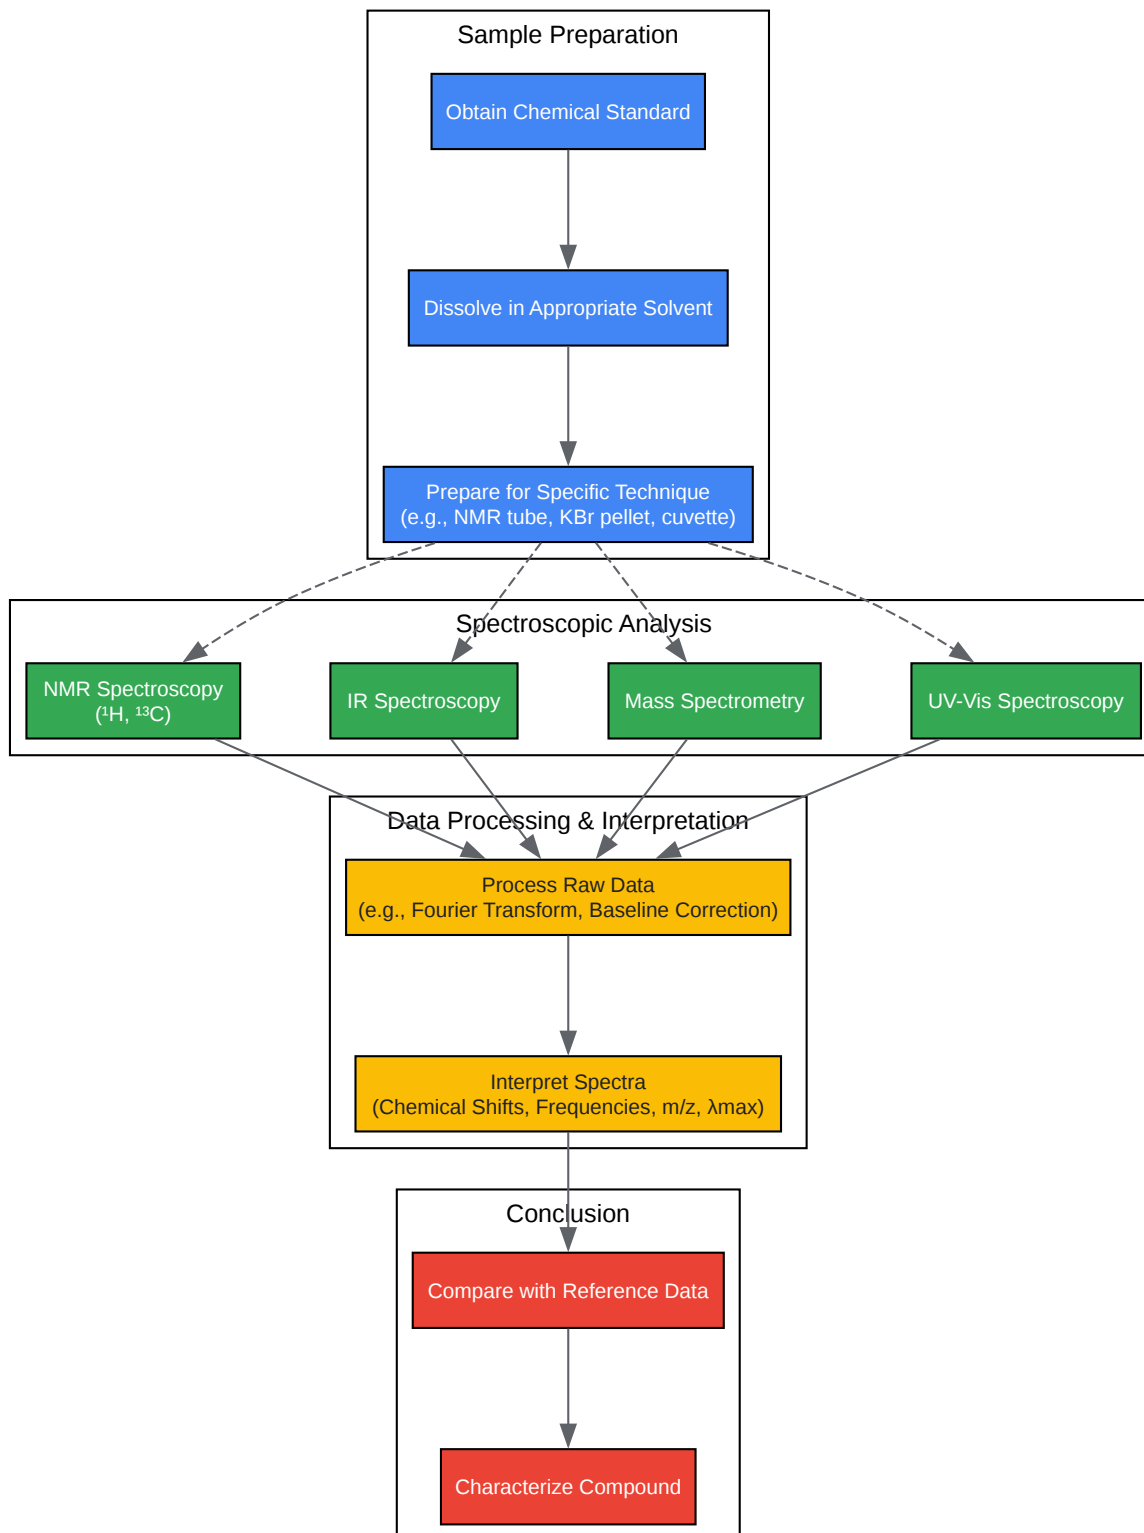 Sample Preparation
Obtain Chemical Standard
Dissolve in Appropriate Solvent
Prepare for Specific Technique
(e.g., NMR tube, KBr pellet, cuvette)
Spectroscopic Analysis
NMR Spectroscopy
(¹H, ¹³C)
IR Spectroscopy
Mass Spectrometry
UV-Vis Spectroscopy
Data Processing & Interpretation
Process Raw Data
(e.g., Fourier Transform, Baseline Correction)
Interpret Spectra
(Chemical Shifts, Frequencies, m/z, λmax)
Conclusion
Compare with Reference Data
Characterize Compound